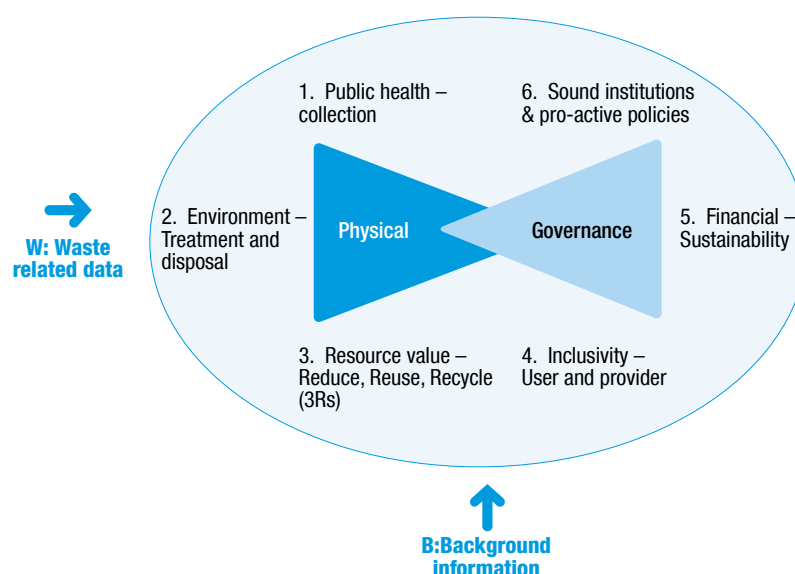 1. Public health –
collection
6. Sound institutions
& pro-active policies
W: Waste
related data
2. Environment –
Treatment and
disposal
Physical
Governance
5. Financial –
Sustainability
3. Resource value –
Reduce, Reuse, Recycle
(3Rs)
4. Inclusivity –
User and provider
B:Background
information